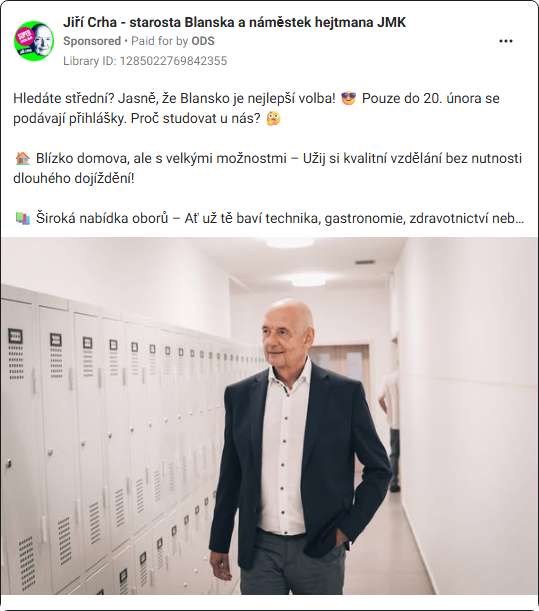 Jiří Crha - starosta Blanska a náměstek hejtmana JMK
Sponsored • Paid for by ODS
Library ID: 1285022769842355
Hledáte střední? Jasně, že Blansko je nejlepší volba! 😎 Pouze do 20. února se
podávají přihlášky. Proč studovat u nás? 🤔
🏠 Blízko domova, ale s velkými možnostmi – Užij si kvalitní vzdělání bez nutnosti
dlouhého dojíždění!
📚 Široká nabídka oborů – Ať už tě baví technika, gastronomie, zdravotnictví neb…